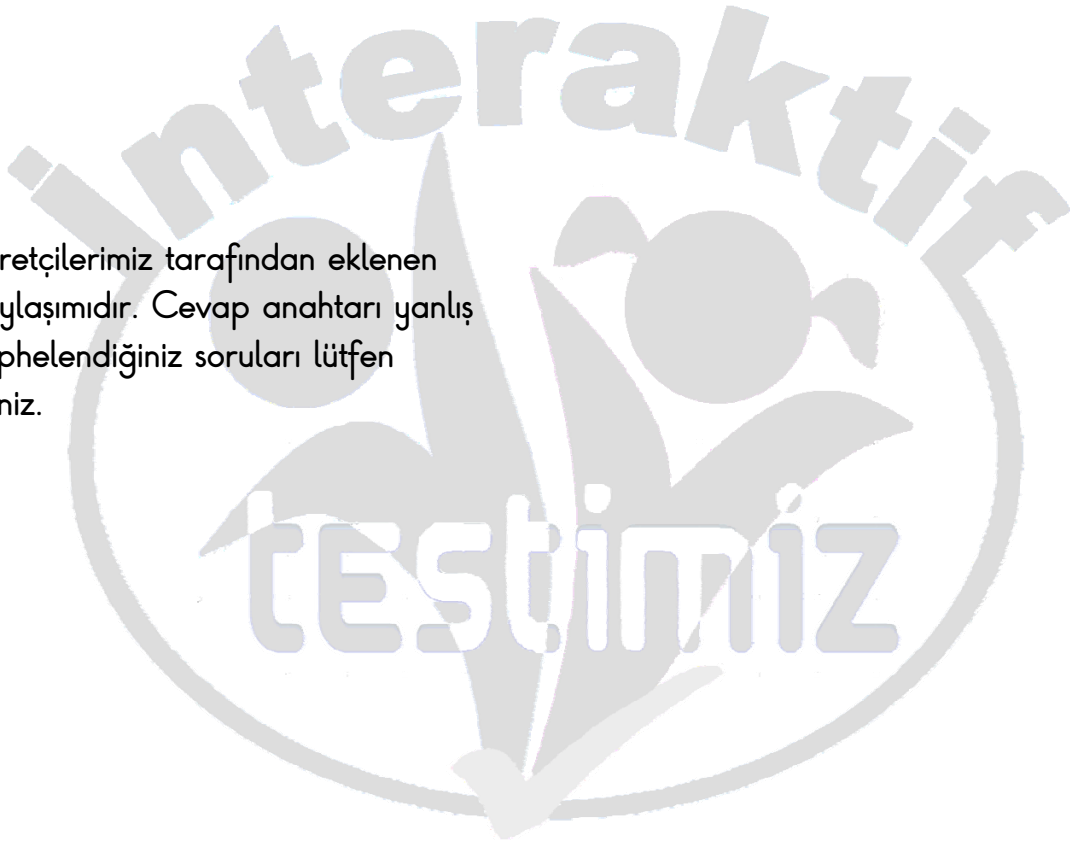 interaktif
retçilerimiz tarafından eklenen
ylaşımıdır. Cevap anahtarı yanlış
phelendiğiniz soruları lütfen
niz.
testimiz